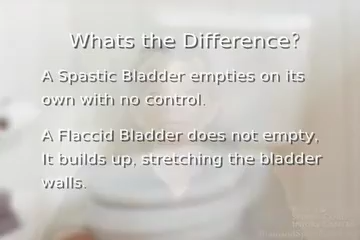 Whats the Difference?
A Spastic Bladder empties on its
own with no control.
A Flaccid Bladder does not empty,
It builds up, stretching the bladder
walls.